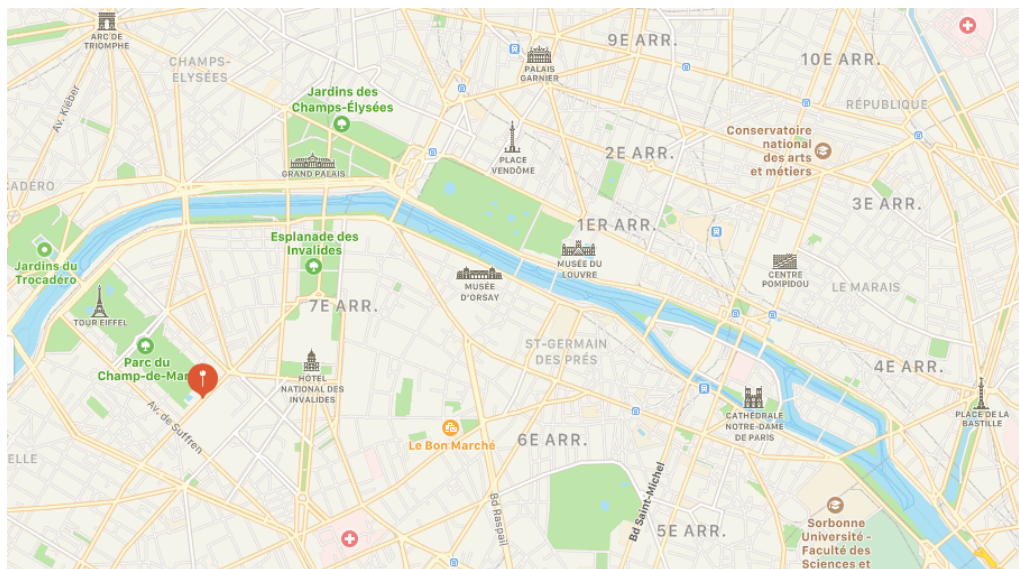 ARC DE
TRIOMPHE
CHAMPS-
ELYSÉES
Av. Kléber
Jardins des
Champs-Élysées
GRAND PALAIS
PALAIS
GARNIER
9E ARR.
10E ARR.
RÉPUBLIQUE
Conservatoire
national
des arts
et métiers
PLACE
VENDÔME
2E ARR.
3E ARR.
1ER ARR.
CADÉRO
Jardins du
Trocadéro
Esplanade des
Invalides
MUSÉE
D'ORSAY
MUSÉE DU
LOUVRE
CENTRE
POMPIDOU
LE MARAIS
TOUR EIFFEL
7E ARR.
Parc du
Champ-de-Mar
HÔTEL
NATIONAL DES
INVALIDES
ST-GERMAIN
DES PRÉS
4E ARR.
Av. de Suffren
Le Bon Marché
6E ARR.
CATHÉDRALE
NOTRE-DAME
DE PARIS
PLACE DE LA
BASTILLE
ELLE
Bd Raspail
Bd Saint-Michel
5E ARR.
Sorbonne
Université -
Faculté des
Sciences et